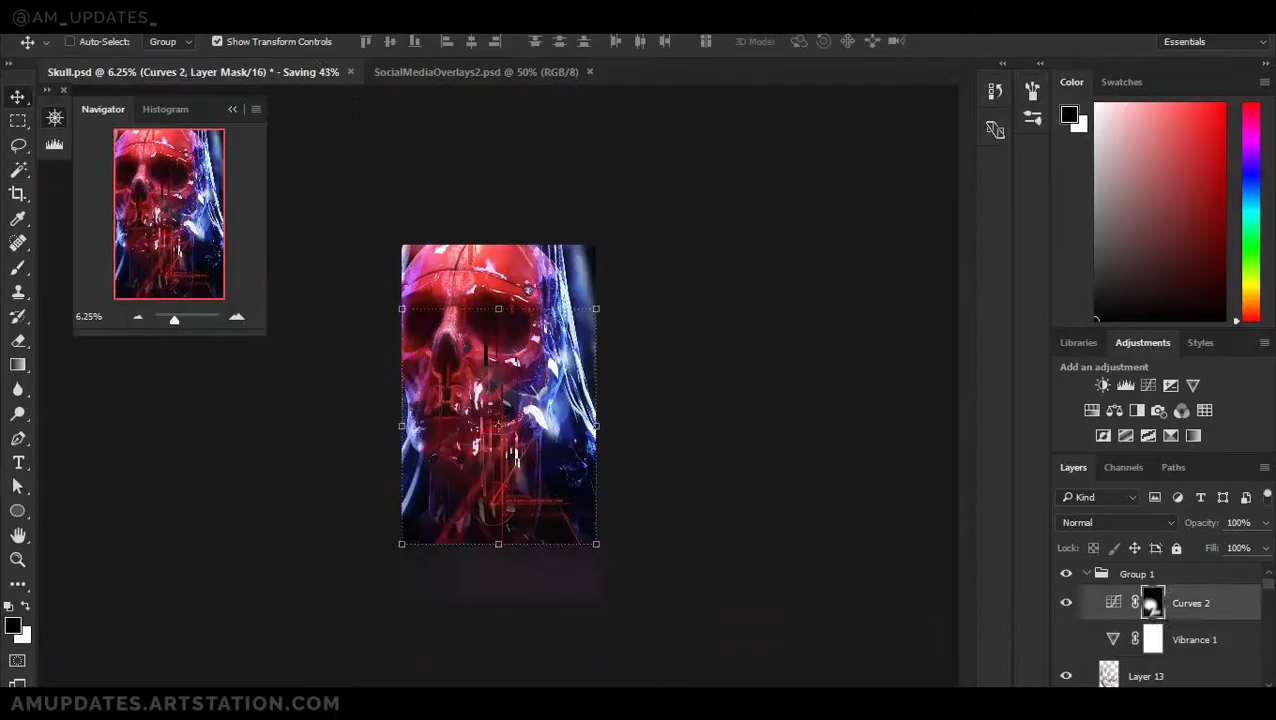 @AM_UPDATES_
Auto-Select: Group Show Transform Controls 3D Mode: Essentials
Skull.psd @ 6.25% (Curves 2, Layer Mask/16) * - Saving 43% × SocialMediaOverlays2.psd @ 50% (RGB/8) ×
Navigator Histogram
6.25%
Color Swatches
Libraries Adjustments Styles
Add an adjustment
Layers Channels Paths
Kind
Normal Opacity: 100%
Lock: Fill: 100%
Group 1
Curves 2
Vibrance 1
Layer 13
AMUPDATES.ARTSTATION.COM